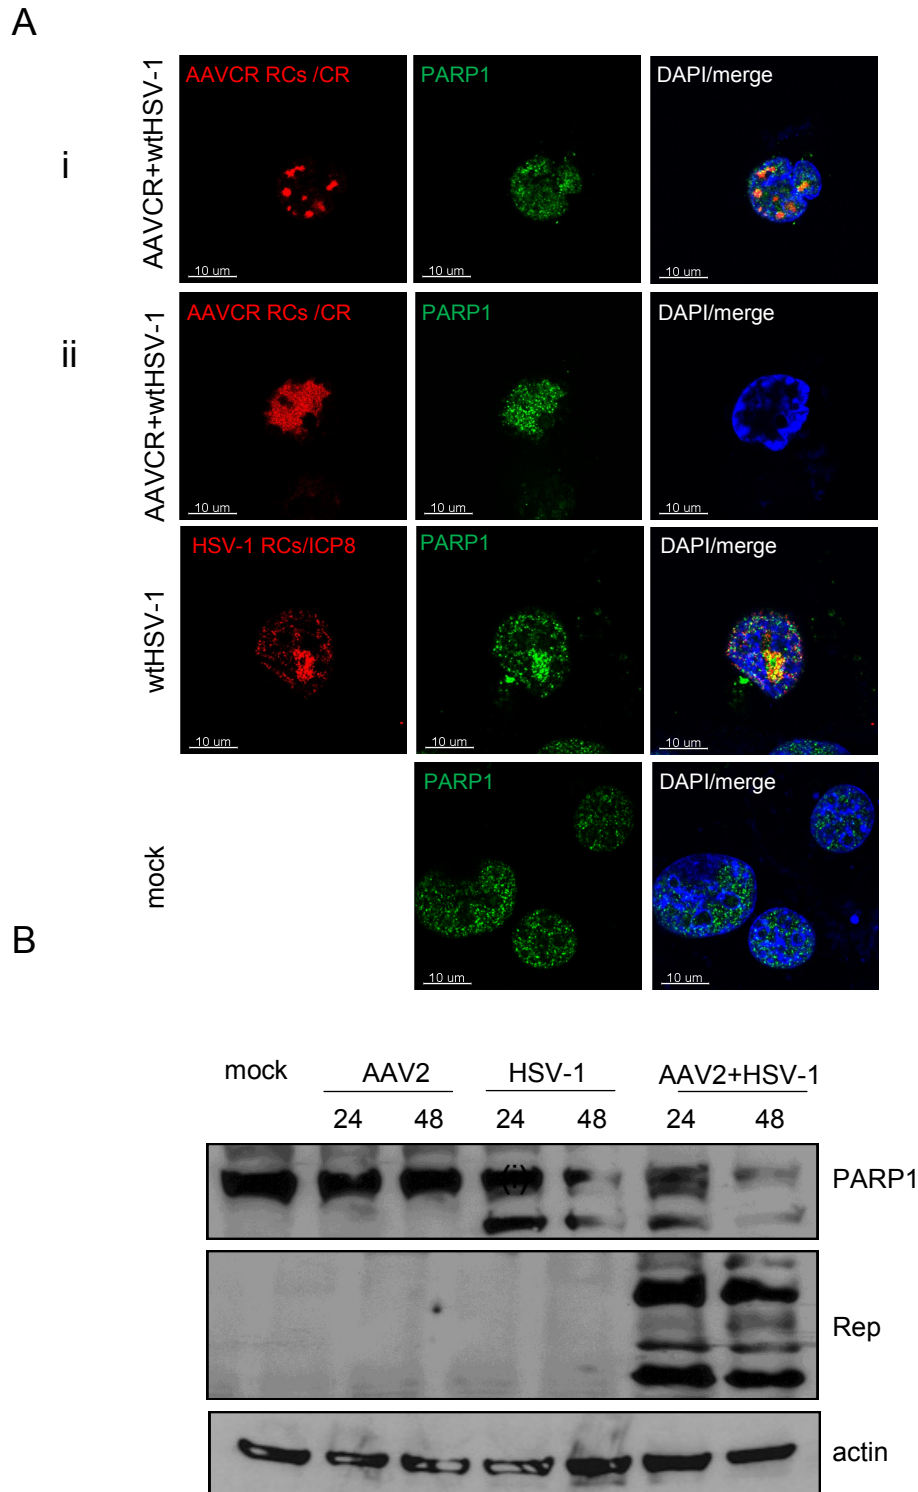 A
i
AAVCR+wtHSV-1
AAVCR RCs /CR
PARP1
DAPI/merge
10 um
10 um
10 um
ii
AAVCR+wtHSV-1
AAVCR RCs /CR
PARP1
DAPI/merge
10 um
10 um
10 um
wtHSV-1
HSV-1 RCs/ICP8
PARP1
DAPI/merge
10 um
10 um
10 um
mock
PARP1
DAPI/merge
10 um
10 um
B
mock AAV2 HSV-1 AAV2+HSV-1
24 48 24 48 24 48
(i)
PARP1
Rep
actin